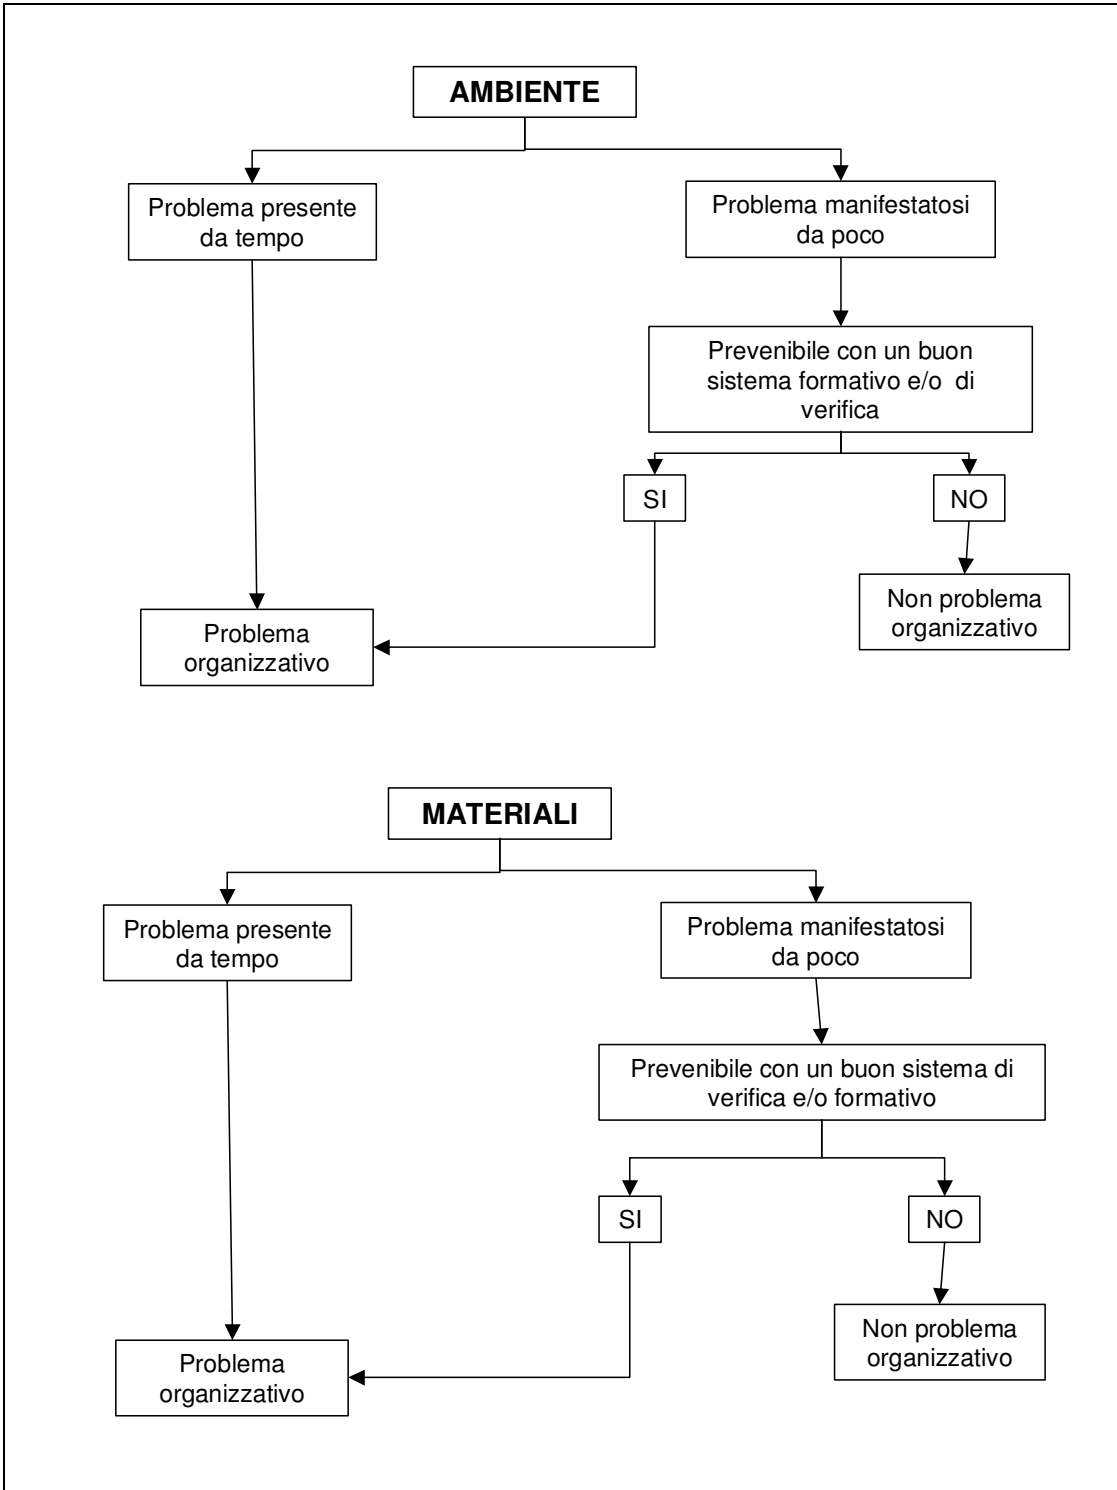 AMBIENTE
Problema presente
da tempo
Problema manifestatosi
da poco
Prevenibile con un buon
sistema formativo e/o di
verifica
SI
NO
Non problema
organizzativo
Problema
organizzativo
MATERIALI
Problema presente
da tempo
Problema manifestatosi
da poco
Prevenibile con un buon sistema di
verifica e/o formativo
SI
NO
Non problema
organizzativo
Problema
organizzativo